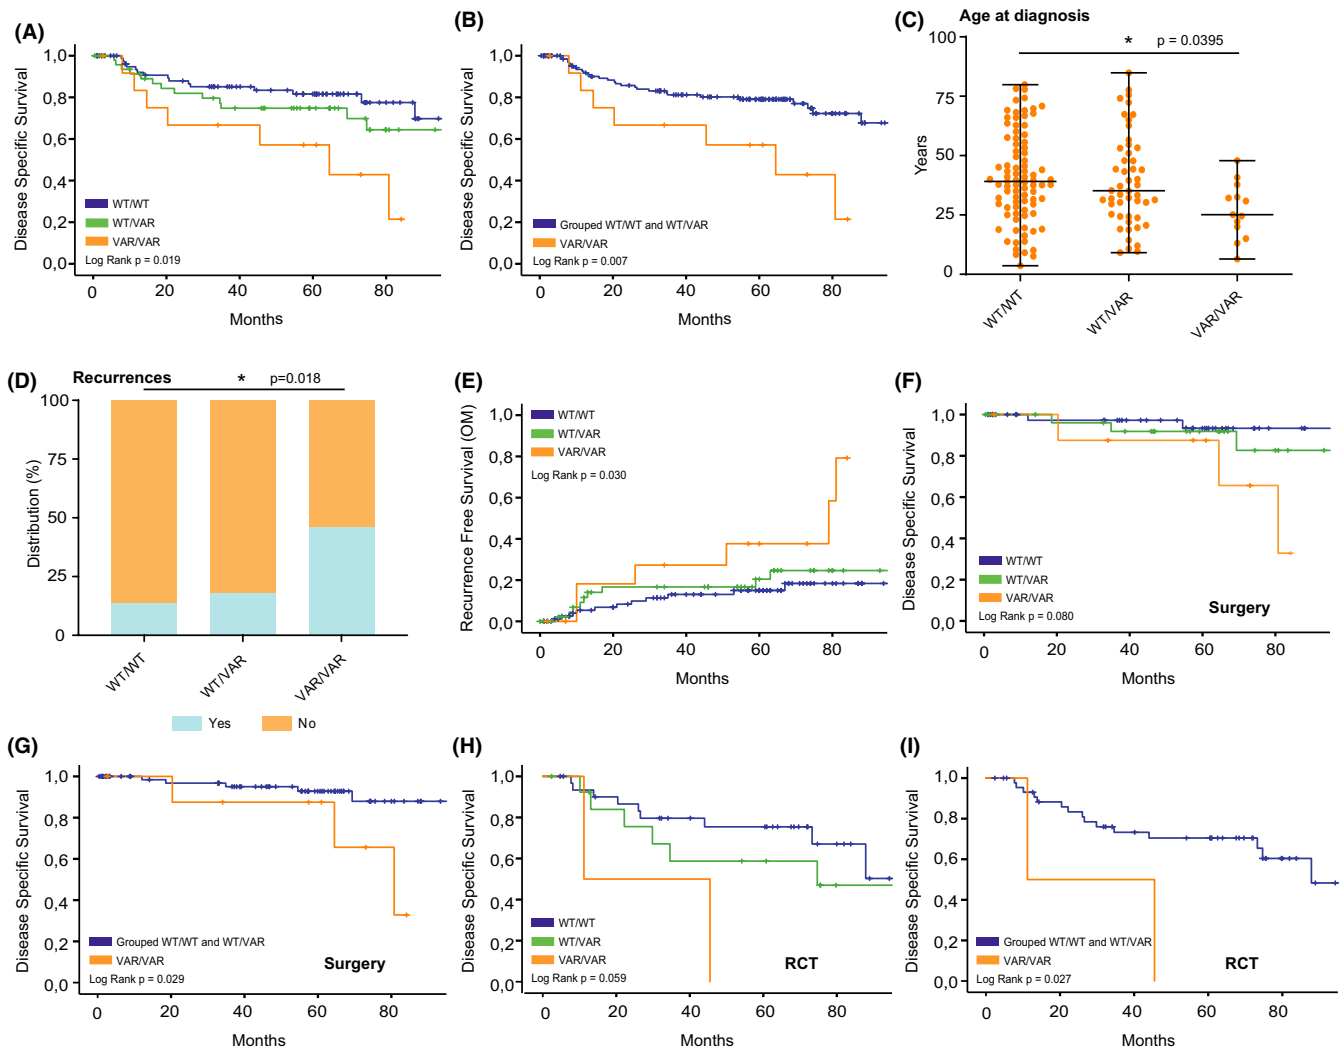 (A)
Disease Specific Survival
1,0
0,8
0,6
0,4
0,2
0,0
WT/WT
WT/VAR
VAR/VAR
Log Rank p = 0.019
0 20 40 60 80
Months
(B)
Disease Specific Survival
1,0
0,8
0,6
0,4
0,2
0,0
Grouped WT/WT and WT/VAR
VAR/VAR
Log Rank p = 0.007
0 20 40 60 80
Months
(C)
Age at diagnosis
* p = 0.0395
Years
100
75
50
25
0
WT/WT
WT/VAR
VAR/VAR
(D)
Recurrences
* p=0.018
Distribution (%)
100
75
50
25
0
WT/WT
WT/VAR
VAR/VAR
Yes No
(E)
Recurrence Free Survival (OM)
1,0
0,8
0,6
0,4
0,2
0,0
WT/WT
WT/VAR
VAR/VAR
Log Rank p = 0.030
0 20 40 60 80
Months
(F)
Disease Specific Survival
1,0
0,8
0,6
0,4
0,2
0,0
WT/WT
WT/VAR
VAR/VAR
Log Rank p = 0.080
Surgery
0 20 40 60 80
Months
(G)
Disease Specific Survival
1,0
0,8
0,6
0,4
0,2
0,0
Grouped WT/WT and WT/VAR
VAR/VAR
Log Rank p = 0.029
Surgery
0 20 40 60 80
Months
(H)
Disease Specific Survival
1,0
0,8
0,6
0,4
0,2
0,0
WT/WT
WT/VAR
VAR/VAR
Log Rank p = 0.059
RCT
0 20 40 60 80
Months
(I)
Disease Specific Survival
1,0
0,8
0,6
0,4
0,2
0,0
Grouped WT/WT and WT/VAR
VAR/VAR
Log Rank p = 0.027
RCT
0 20 40 60 80
Months